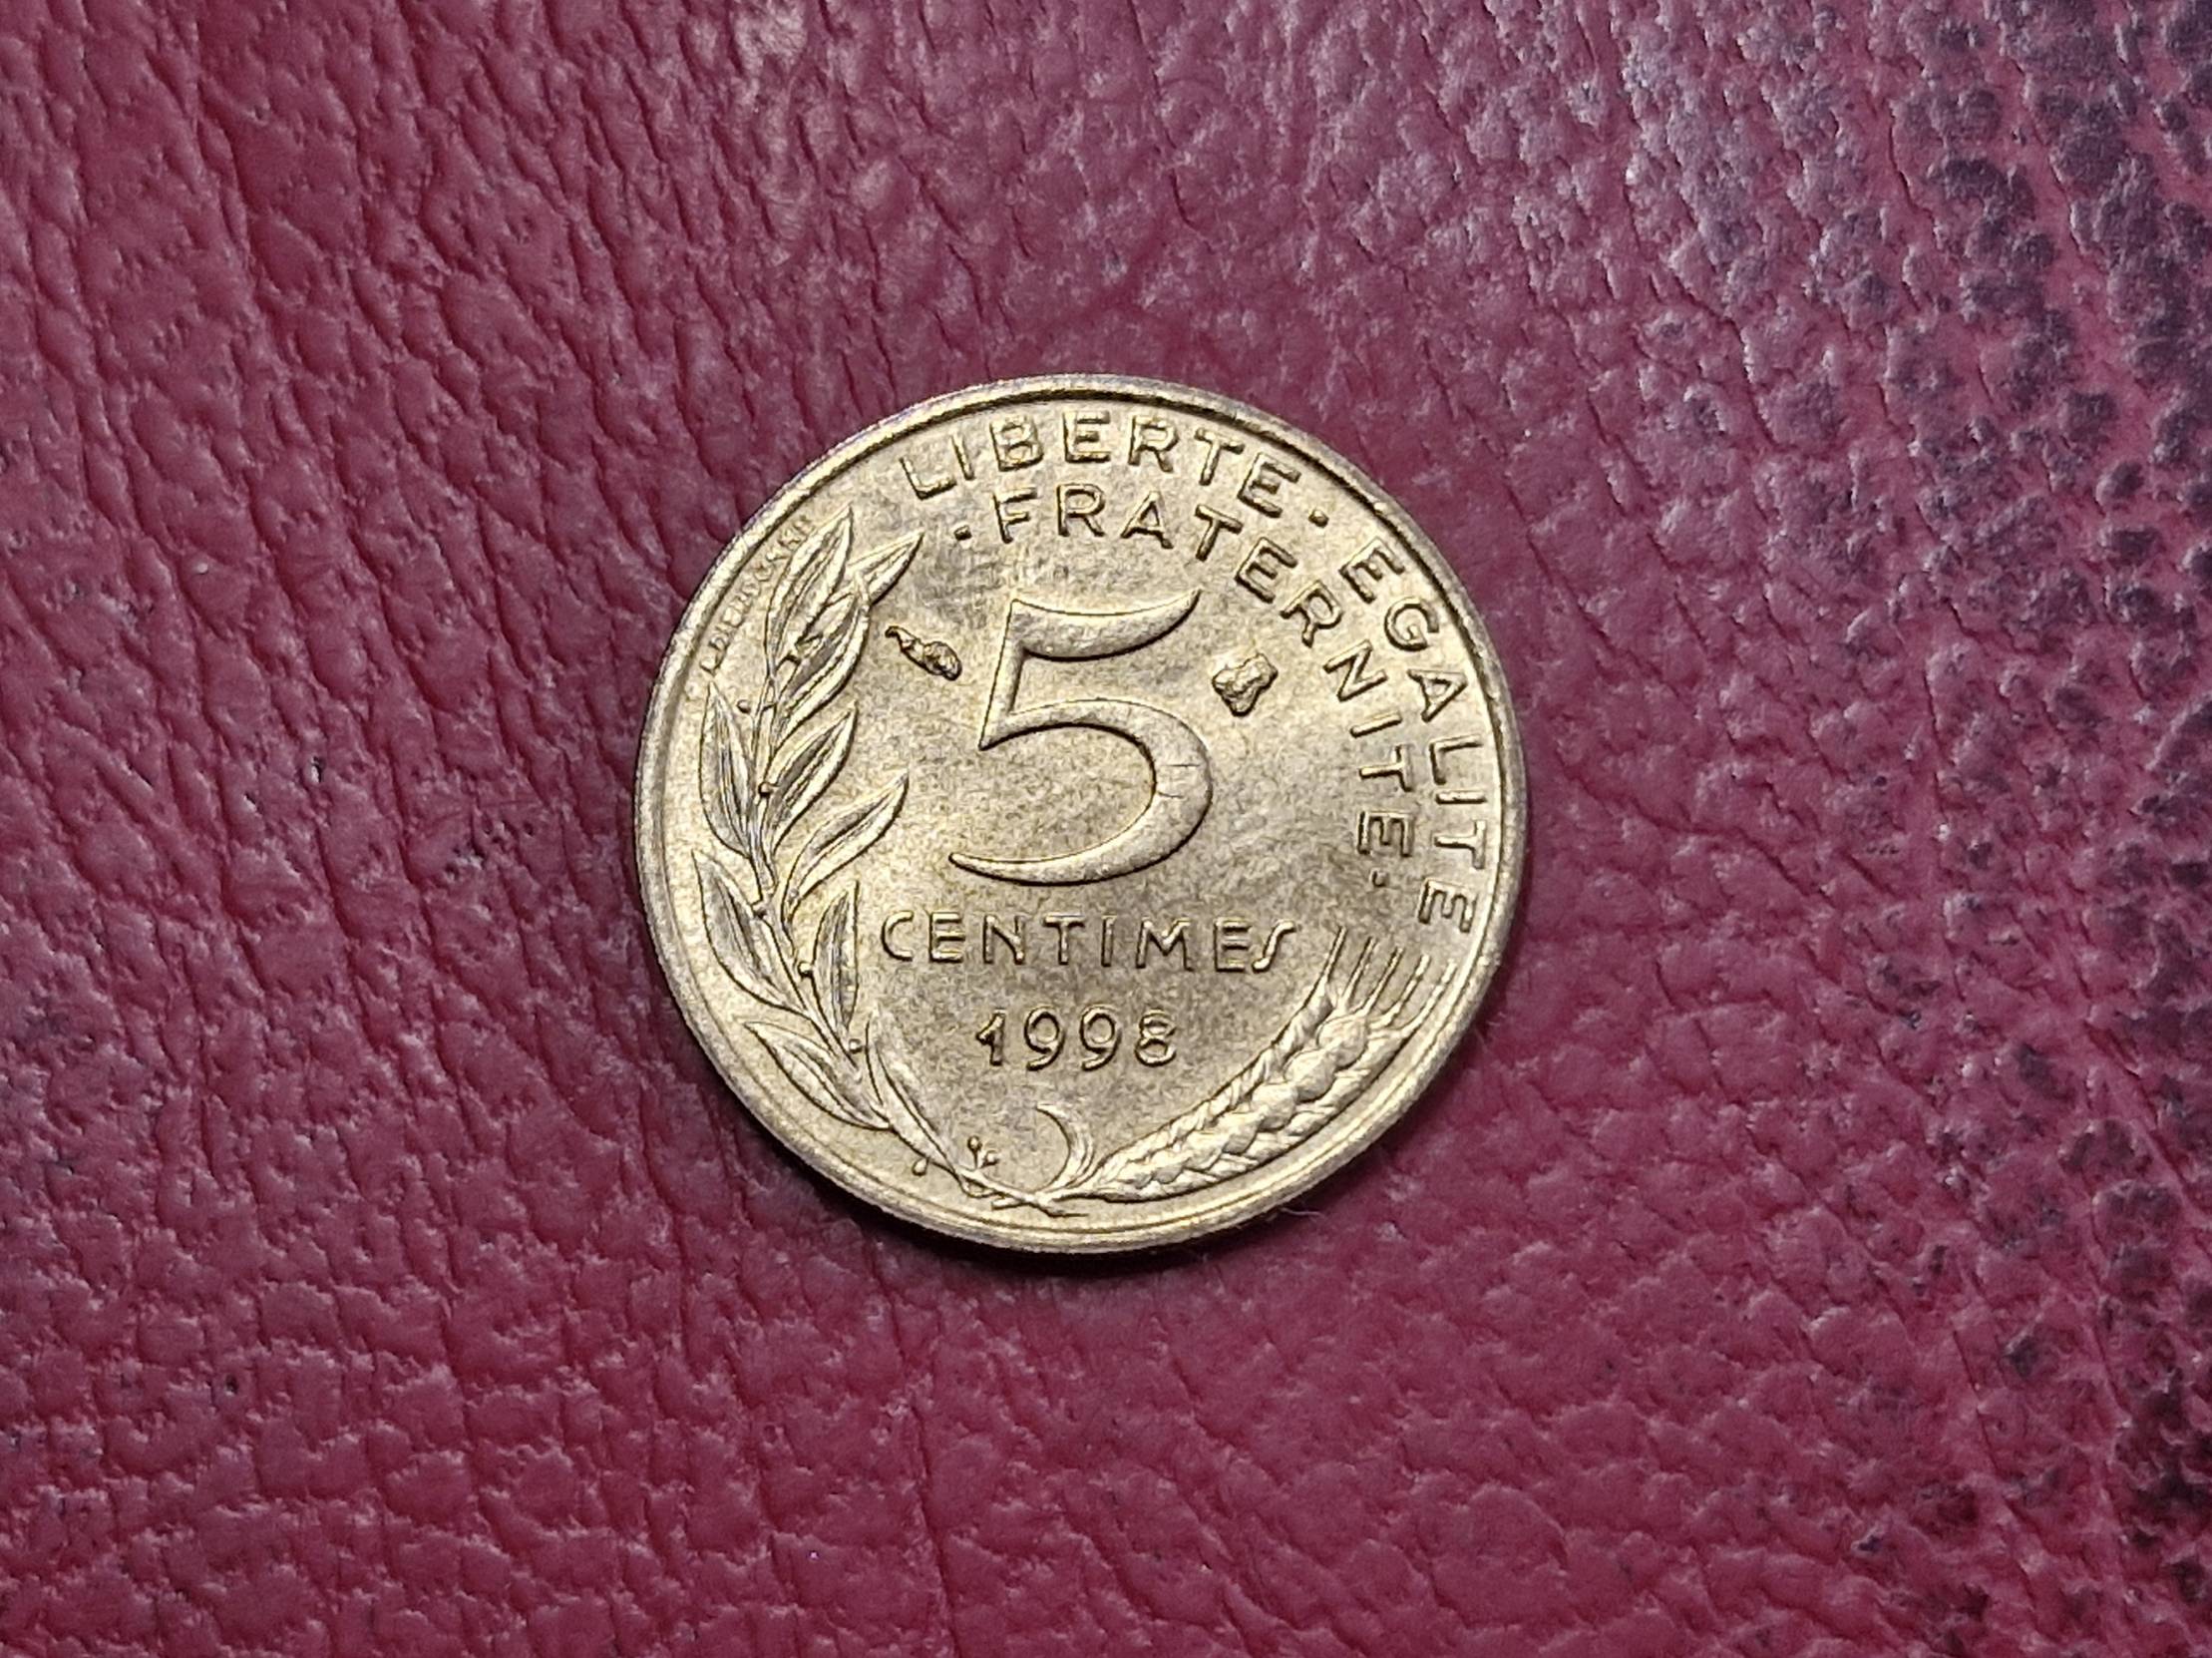 LIBERTE · EGALITE
· FRATERNITE ·
5
CENTIMES
1998